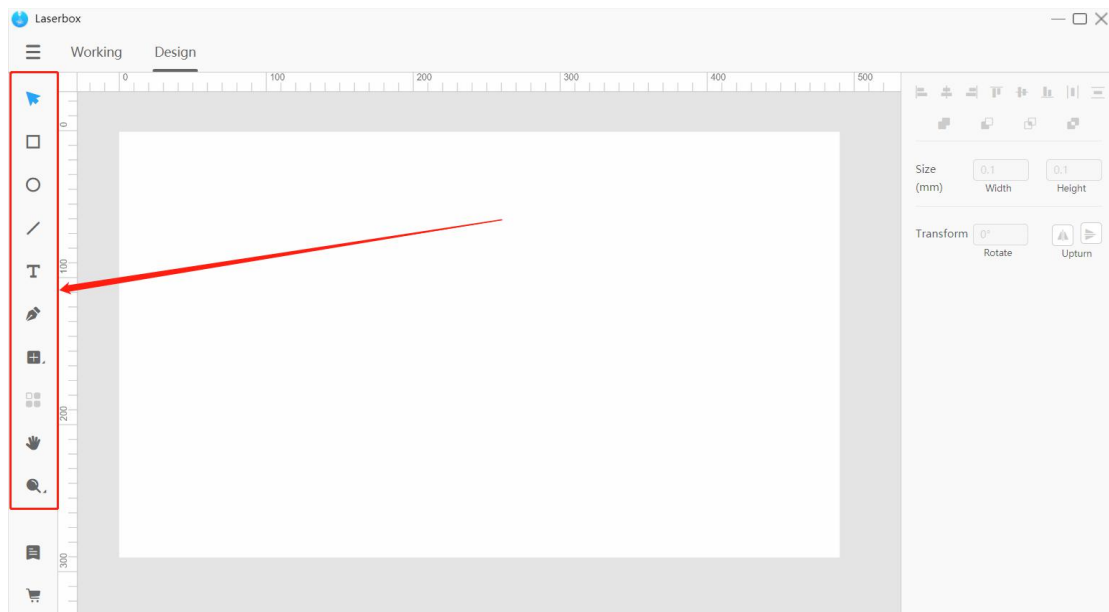 Laserbox
Working Design
0 100 200 300 400 500
0
100
200
300
T
Size 0.1 0.1
(mm) Width Height
Transform 0°
Rotate Upturn